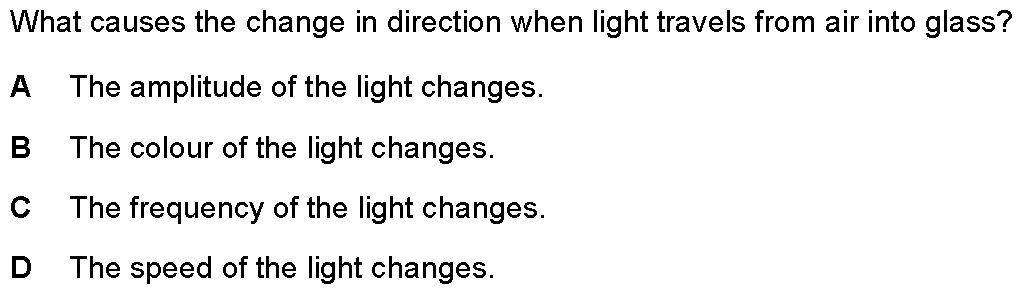 What causes the change in direction when light travels from air into glass?
A The amplitude of the light changes.
B The colour of the light changes.
C The frequency of the light changes.
D The speed of the light changes.